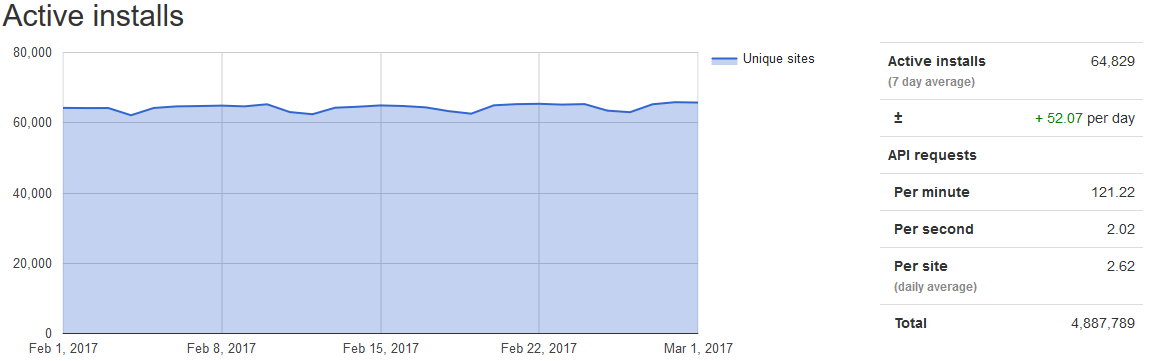 Active installs
80,000
60,000
40,000
20,000
0
Feb 1, 2017 Feb 8, 2017 Feb 15, 2017 Feb 22, 2017 Mar 1, 2017
Unique sites
Active installs 64,829
(7 day average)
± + 52.07 per day
API requests
Per minute 121.22
Per second 2.02
Per site 2.62
(daily average)
Total 4,887,789